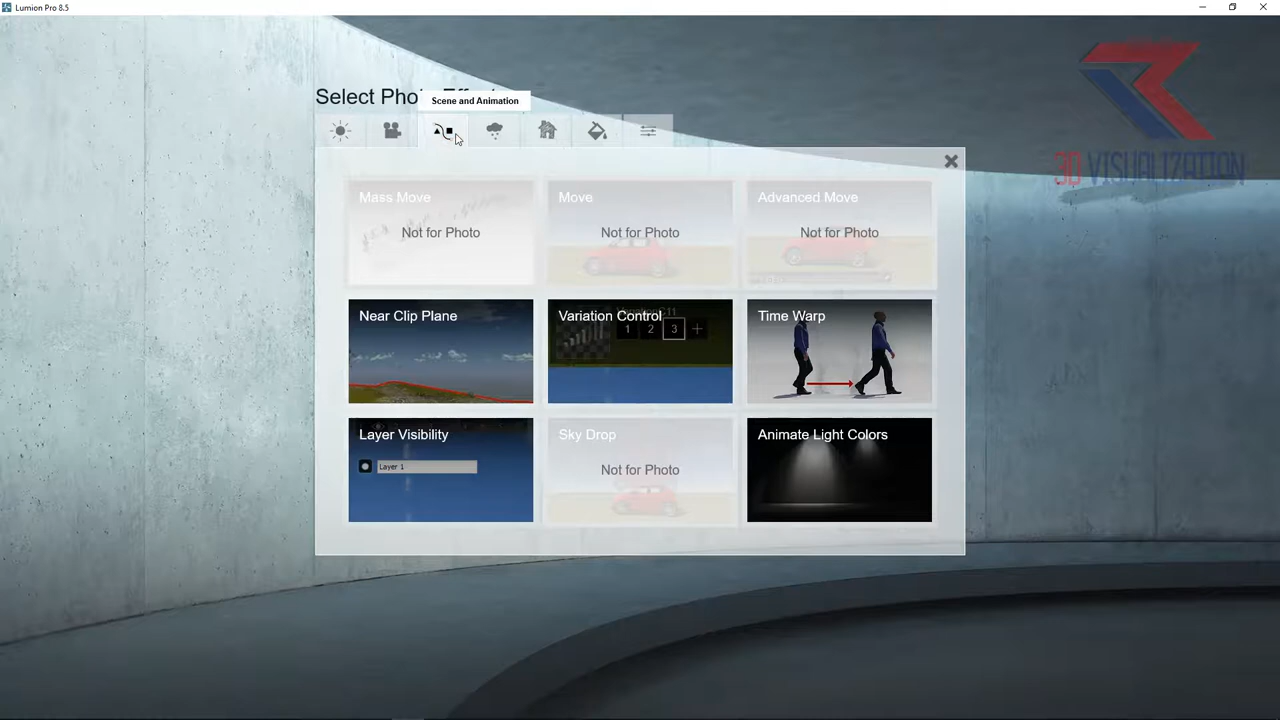 Lumion Pro 8.5
Scene and Animation
Select Pho
Mass Move
Not for Photo
Move
Not for Photo
Advanced Move
Not for Photo
Near Clip Plane
Variation Control
1 2 3 +
Time Warp
Layer Visibility
Layer 1
Sky Drop
Not for Photo
Animate Light Colors
3D VISUALIZATION